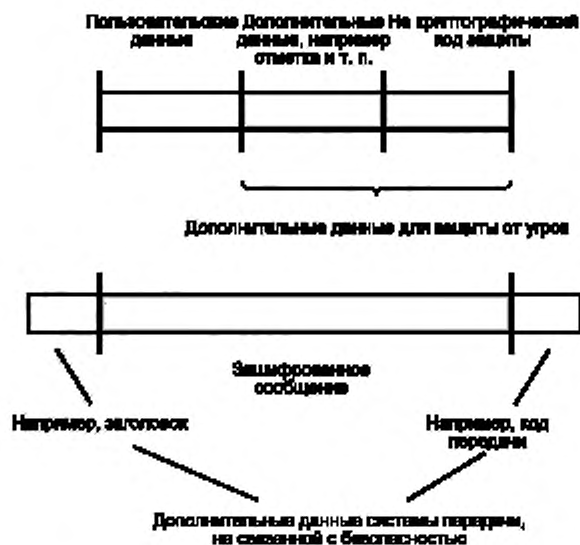 Пользовательские Дополнительные Не криптографический
данные данные, например код защиты
отметка и т. п.
Дополнительные данные для защиты от угроз
Зашифрованное
сообщение
Например, заголовок
Например, код
передачи
Дополнительные данные системы передачи,
не связанной с безопасностью